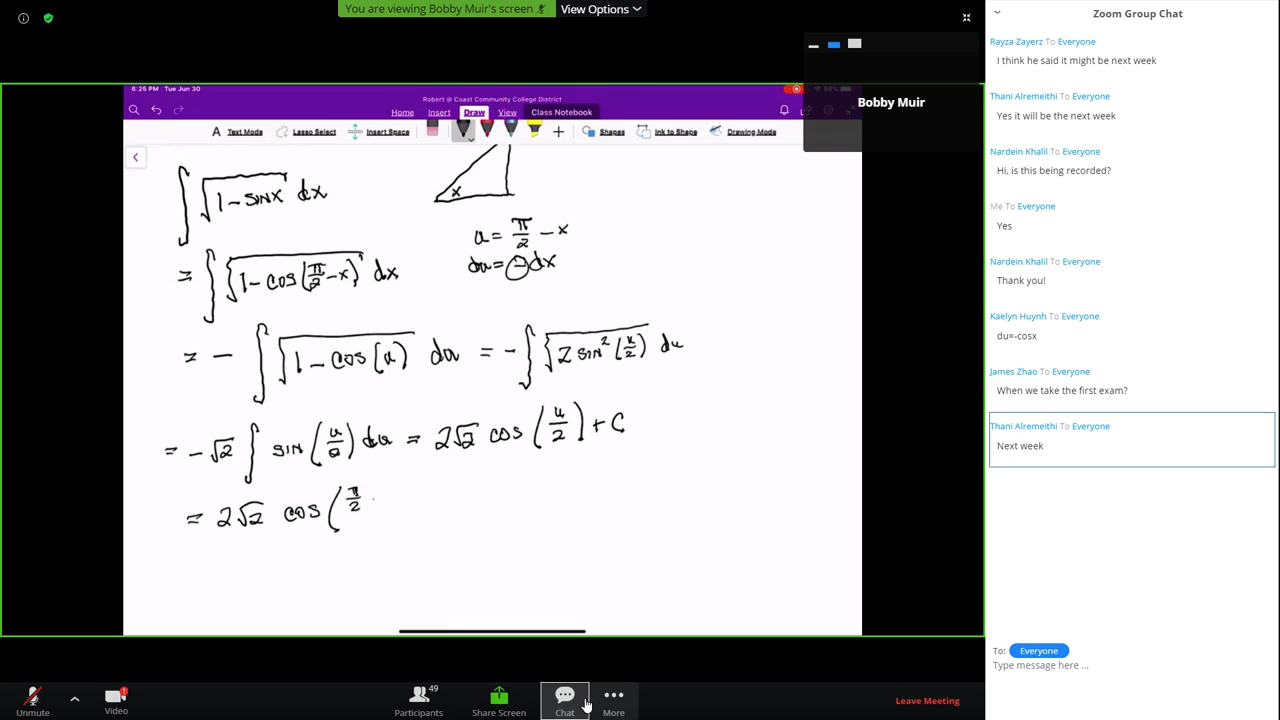 You are viewing Bobby Muir's screen
View Options
6:25 PM Tue Jun 30
Robert @ Coast Community College District
Home Insert Draw View Class Notebook
Text Mode Lasso Select Insert Space Shapes Ink to Shape Drawing Mode
Bobby Muir
∫ √(1 - sinx) dx
x
= ∫ √(1 - cos(π/2 - x)) dx
u = π/2 - x
du = - dx
= - ∫ √(1 - cos(u)) du = - ∫ √(2 sin²(u/2)) du
= - √2 ∫ sin(u/2) du = 2√2 cos(u/2) + C
= 2√2 cos(π/2
Zoom Group Chat
Rayza Zayerz To Everyone
I think he said it might be next week
Thani Alremeithi To Everyone
Yes it will be the next week
Nardein Khalil To Everyone
Hi, is this being recorded?
Me To Everyone
Yes
Nardein Khalil To Everyone
Thank you!
Kaelyn Huynh To Everyone
du=-cosx
James Zhao To Everyone
When we take the first exam?
Thani Alremeithi To Everyone
Next week
To: Everyone
Type message here ...
Unmute
Video
49
Participants
Share Screen
Chat
More
Leave Meeting